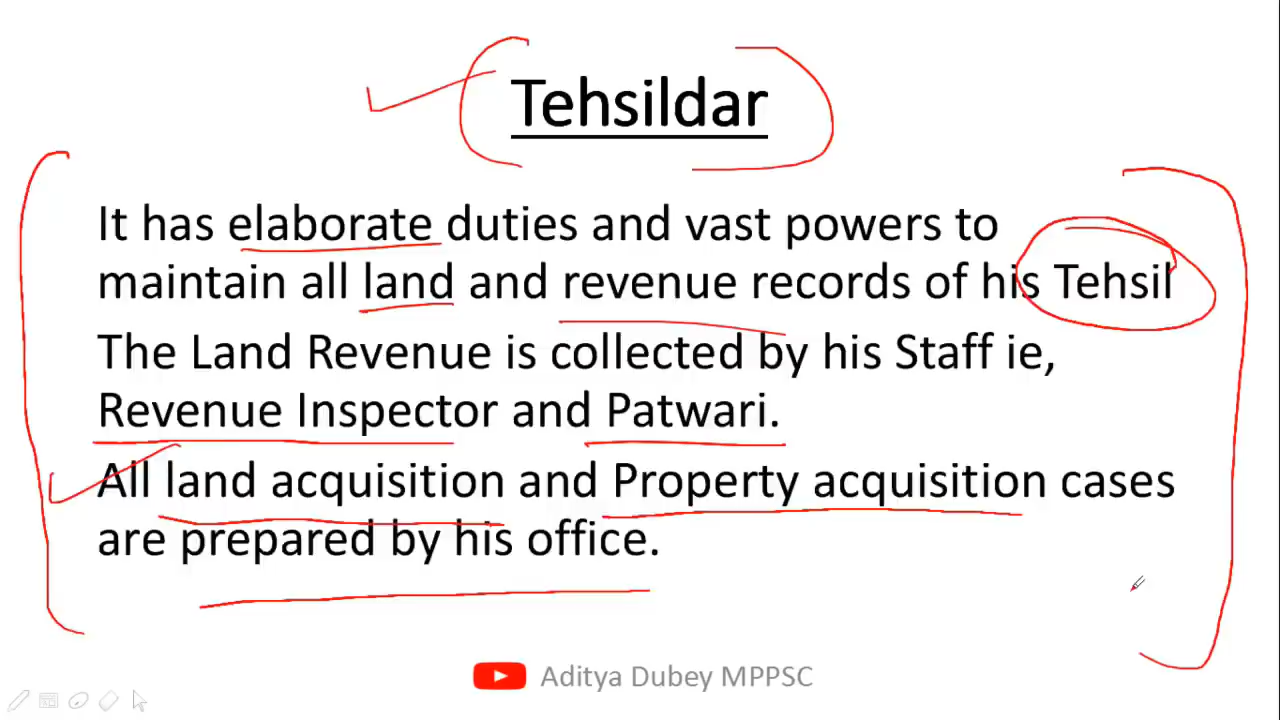 Tehsildar
It has elaborate duties and vast powers to
maintain all land and revenue records of his Tehsil
The Land Revenue is collected by his Staff ie,
Revenue Inspector and Patwari.
All land acquisition and Property acquisition cases
are prepared by his office.
Aditya Dubey MPPSC